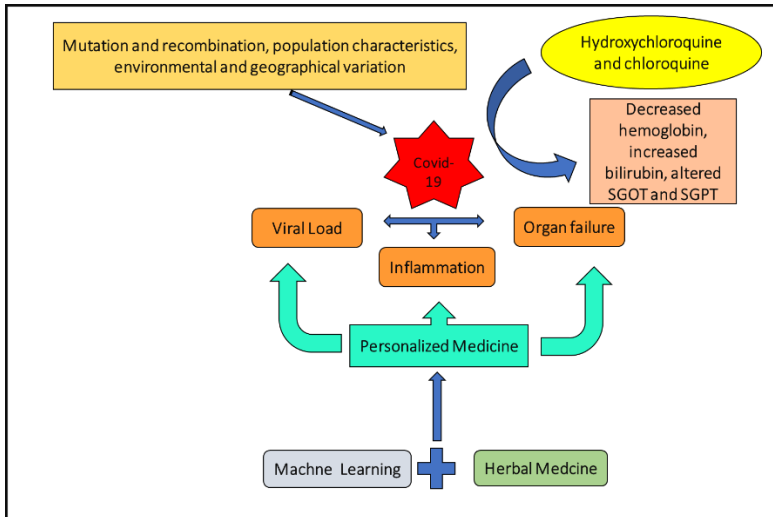 Mutation and recombination, population characteristics,
environmental and geographical variation
Hydroxychloroquine
and chloroquine
Decreased
hemoglobin,
increased
bilirubin, altered
SGOT and SGPT
Covid-
19
Viral Load
Organ failure
Inflammation
Personalized Medicine
Machne Learning
Herbal Medcine